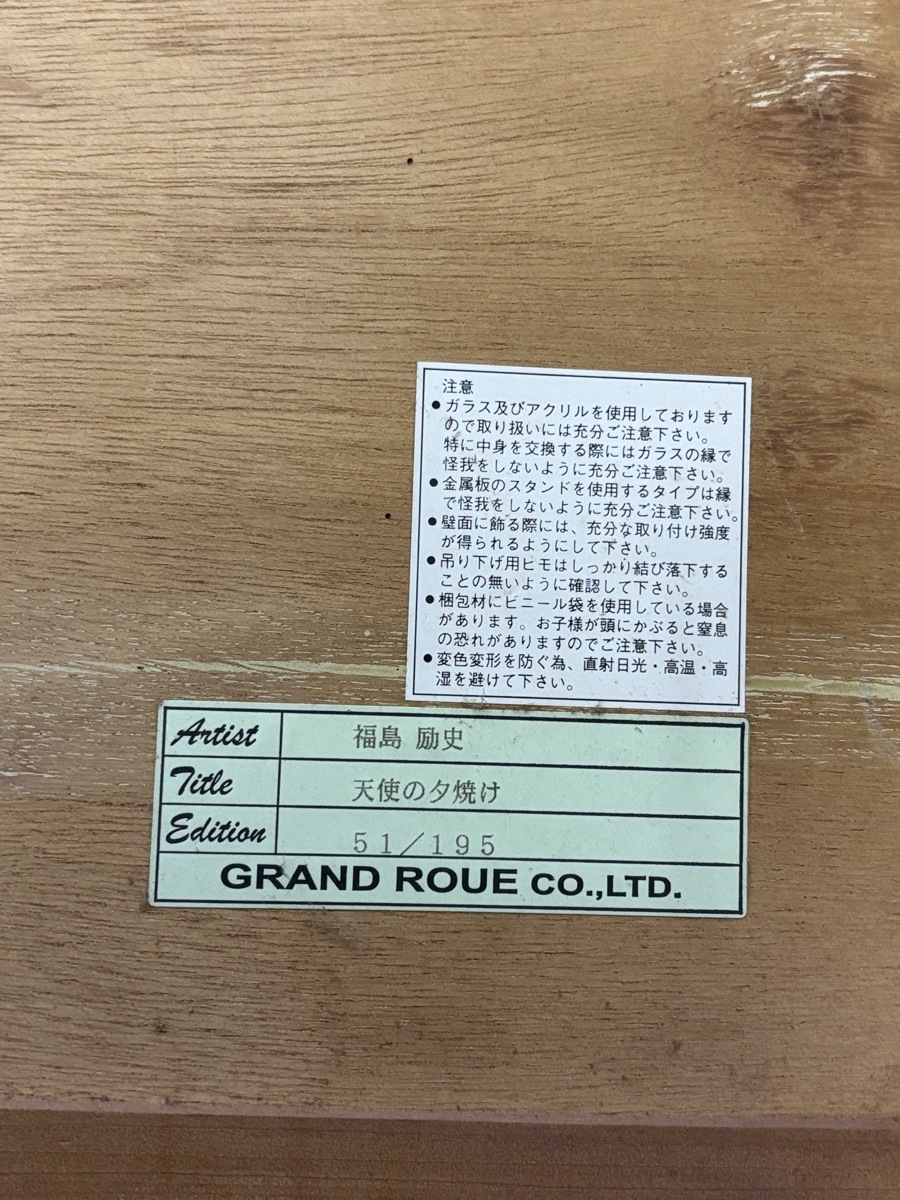 注意
●ガラス及びアクリルを使用しております
ので取り扱いには充分ご注意下さい。
特に中身を交換する際にはガラスの縁で
怪我をしないように充分ご注意下さい。
●金属板のスタンドを使用するタイプは縁
で怪我をしないように充分ご注意下さい。
●壁面に飾る際には、充分な取り付け強度
が得られるようにして下さい。
●吊り下げ用ヒモはしっかり結び落下する
ことの無いように確認して下さい。
●梱包材にビニール袋を使用している場合
があります。お子様が頭にかぶると窒息
の恐れがありますのでご注意下さい。
●変色変形を防ぐ為、直射日光・高温・高
湿を避けて下さい。
Artist 福島 励史
Title 天使の夕焼け
Edition 51/195
GRAND ROUE CO.,LTD.